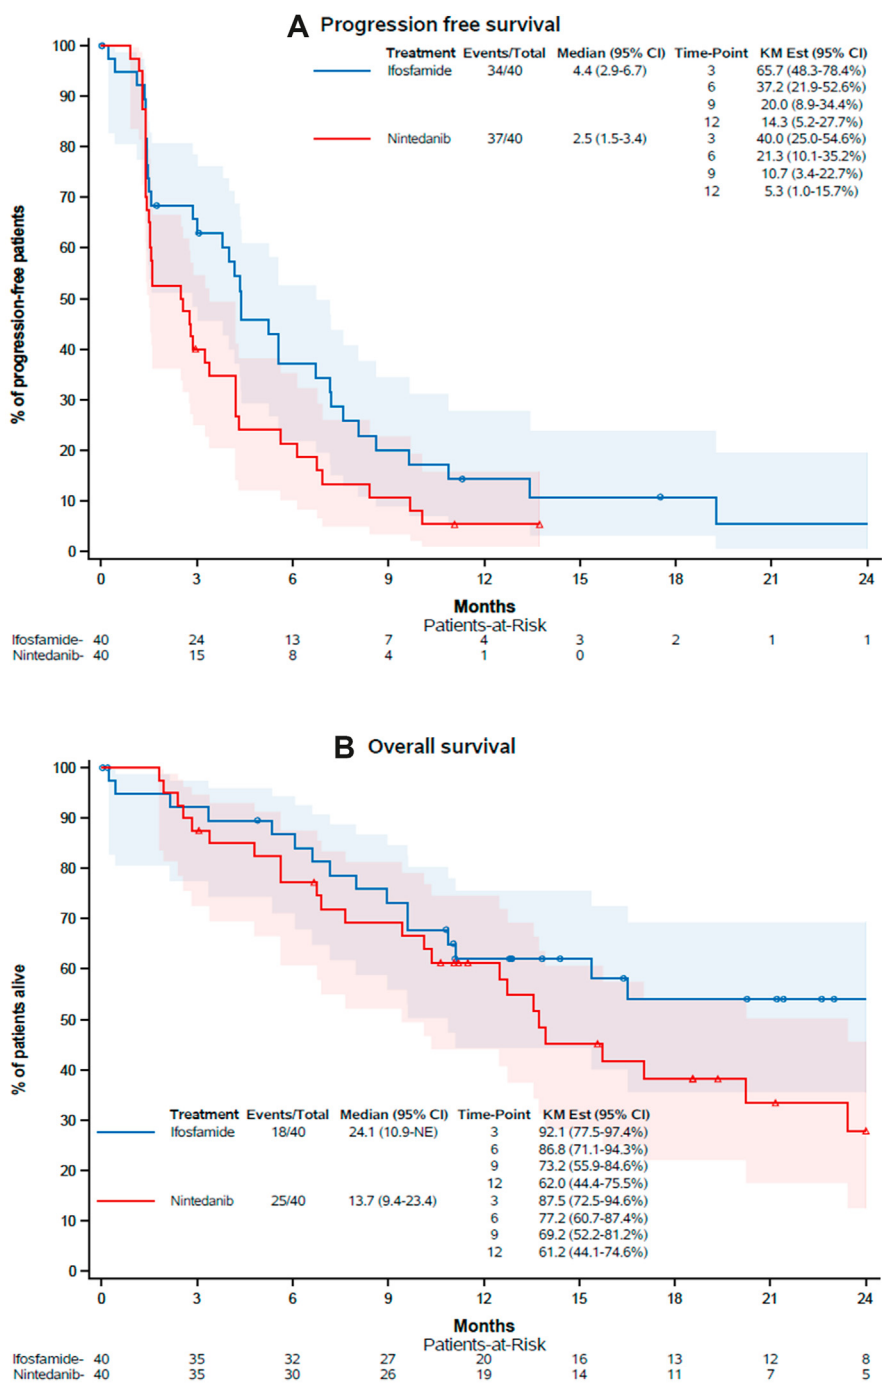 A Progression free survival
Treatment Events/Total Median (95% CI) Time-Point KM Est (95% CI)
Ifosfamide 34/40 4.4 (2.9-6.7) 3 65.7 (48.3-78.4%)
6 37.2 (21.9-52.6%)
9 20.0 (8.9-34.4%)
12 14.3 (5.2-27.7%)
Nintedanib 37/40 2.5 (1.5-3.4) 3 40.0 (25.0-54.6%)
6 21.3 (10.1-35.2%)
9 10.7 (3.4-22.7%)
12 5.3 (1.0-15.7%)
% of progression-free patients
100
90
80
70
60
50
40
30
20
10
0
0 3 6 9 12 15 18 21 24
Months
Patients-at-Risk
Ifosfamide- 40 24 13 7 4 3 2 1 1
Nintedanib- 40 15 8 4 1 0
B Overall survival
% of patients alive
100
90
80
70
60
50
40
30
20
10
0
Treatment Events/Total Median (95% CI) Time-Point KM Est (95% CI)
Ifosfamide 18/40 24.1 (10.9-NE) 3 92.1 (77.5-97.4%)
6 86.8 (71.1-94.3%)
9 73.2 (55.9-84.6%)
12 62.0 (44.4-75.5%)
Nintedanib 25/40 13.7 (9.4-23.4) 3 87.5 (72.5-94.6%)
6 77.2 (60.7-87.4%)
9 69.2 (52.2-81.2%)
12 61.2 (44.1-74.6%)
0 3 6 9 12 15 18 21 24
Months
Patients-at-Risk
Ifosfamide- 40 35 32 27 20 16 13 12 8
Nintedanib- 40 35 30 26 19 14 11 7 5